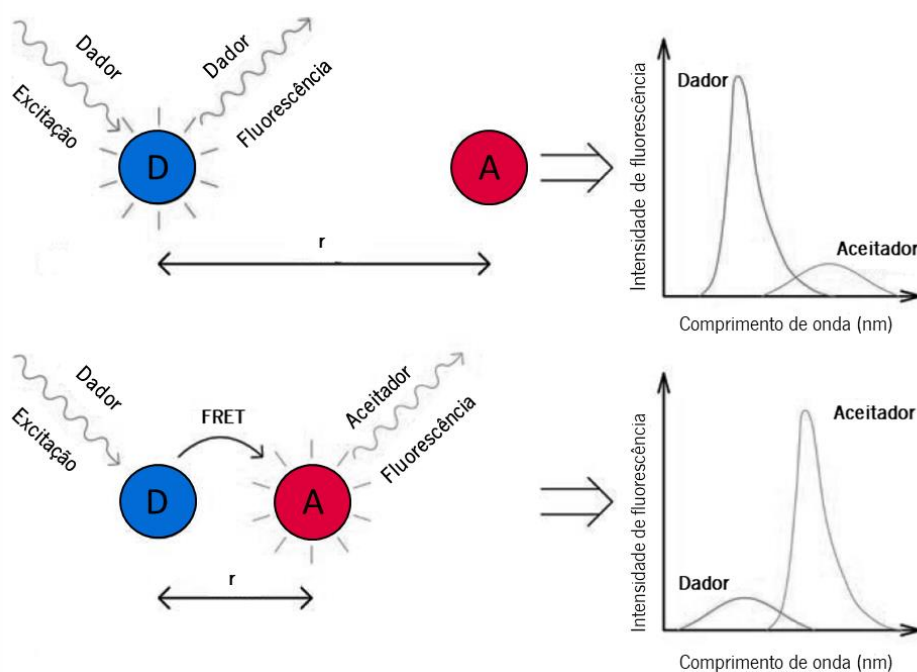 Dador
Excitação
Dador
Fluorescência
D
A
r
Intensidade de fluorescência
Dador
Aceitador
Comprimento de onda (nm)
Dador
Excitação
FRET
Aceitador
Fluorescência
D
A
r
Intensidade de fluorescência
Aceitador
Dador
Comprimento de onda (nm)